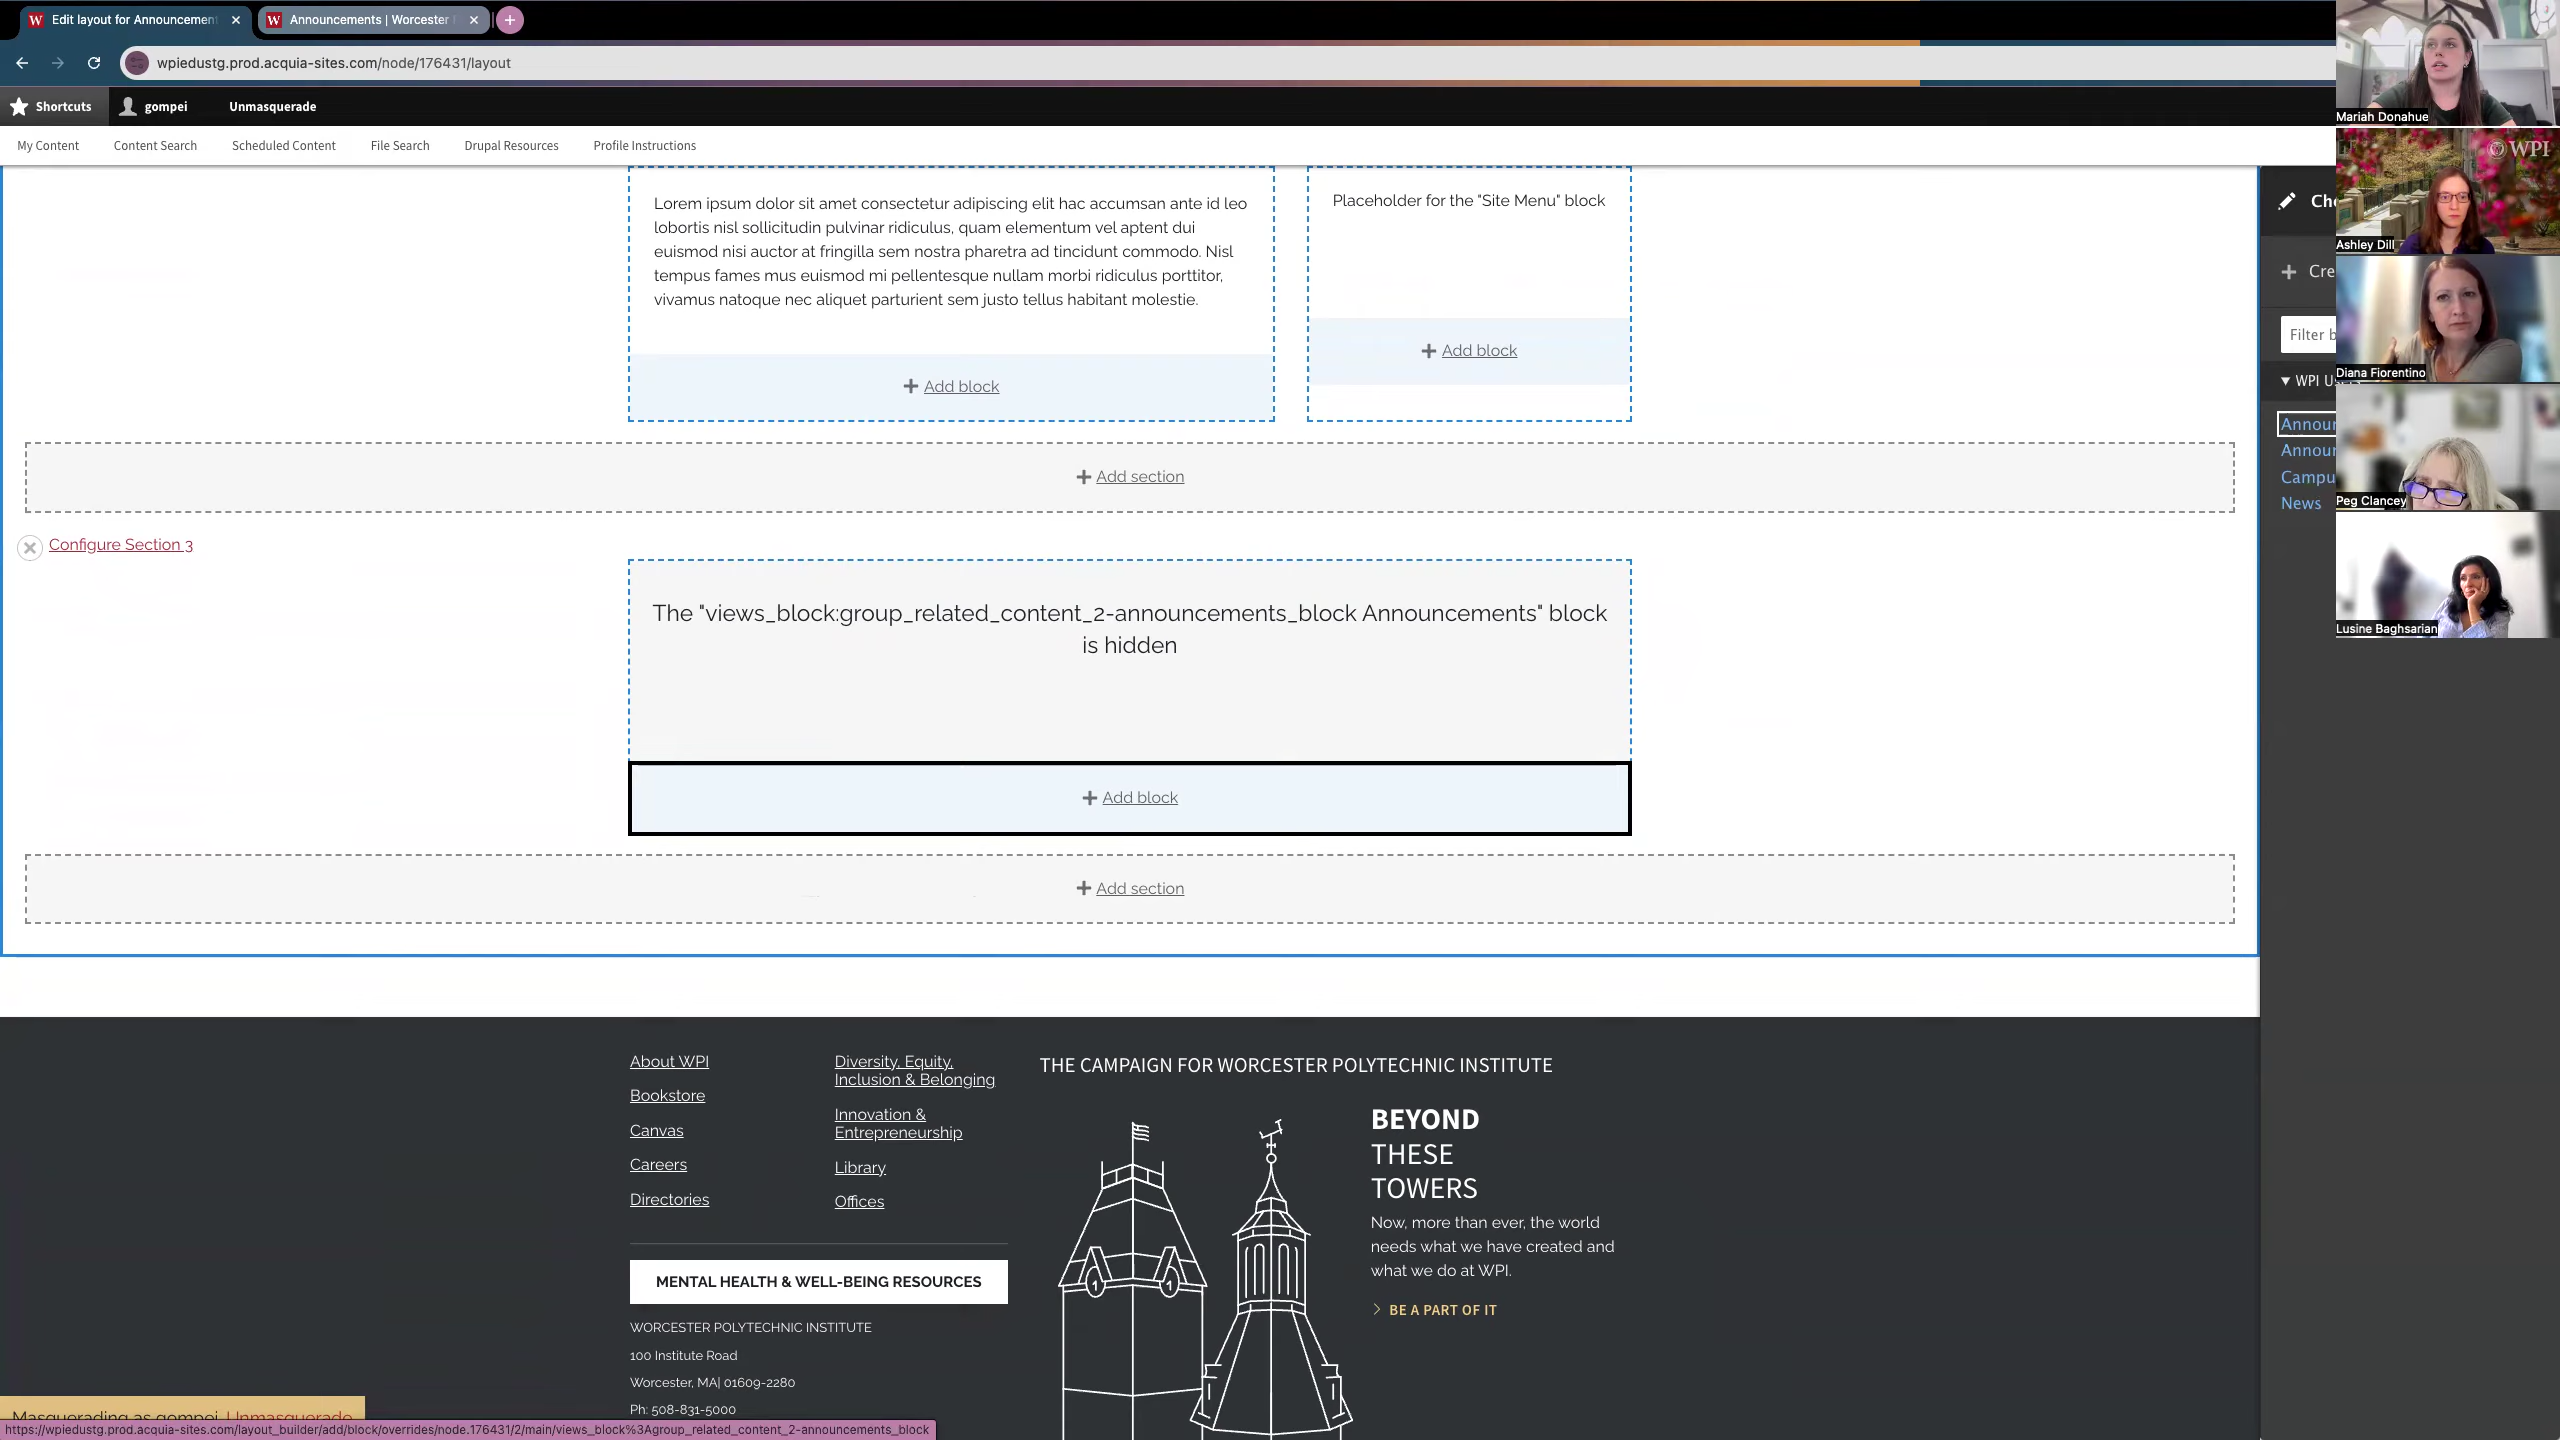 Edit layout for Announcemen
Announcements | Worcester
wpiedustg.prod.acquia-sites.com/node/176431/layout
Shortcuts
gompei
Unmasquerade
My Content
Content Search
Scheduled Content
File Search
Drupal Resources
Profile Instructions
Lorem ipsum dolor sit amet consectetur adipiscing elit hac accumsan ante id leo
lobortis nisl sollicitudin pulvinar ridiculus, quam elementum vel aptent dui
euismod nisi auctor at fringilla sem nostra pharetra ad tincidunt commodo. Nisl
tempus fames mus euismod mi pellentesque nullam morbi ridiculus porttitor,
vivamus natoque nec aliquet parturient sem justo tellus habitant molestie.
Add block
Placeholder for the "Site Menu" block
Add block
Add section
Configure Section 3
The "views_block:group_related_content_2-announcements_block Announcements" block
is hidden
Add block
Add section
Cho
Cre
Filter b
WPI
Annou
Annou
Campu
News
Mariah Donahue
WPI
Ashley Dill
Diana Fiorentino
Peg Clancey
Lusine Baghsarian
About WPI
Bookstore
Canvas
Careers
Directories
Diversity, Equity,
Inclusion & Belonging
Innovation &
Entrepreneurship
Library
Offices
MENTAL HEALTH & WELL-BEING RESOURCES
WORCESTER POLYTECHNIC INSTITUTE
100 Institute Road
Worcester, MA| 01609-2280
Ph: 508-831-5000
THE CAMPAIGN FOR WORCESTER POLYTECHNIC INSTITUTE
BEYOND
THESE
TOWERS
Now, more than ever, the world
needs what we have created and
what we do at WPI.
BE A PART OF IT
Masquerading as gompei. Unmasquerade
https://wpiedustg.prod.acquia-sites.com/layout_builder/add/block/overrides/node.176431/2/main/views_block%3Agroup_related_content_2-announcements_block